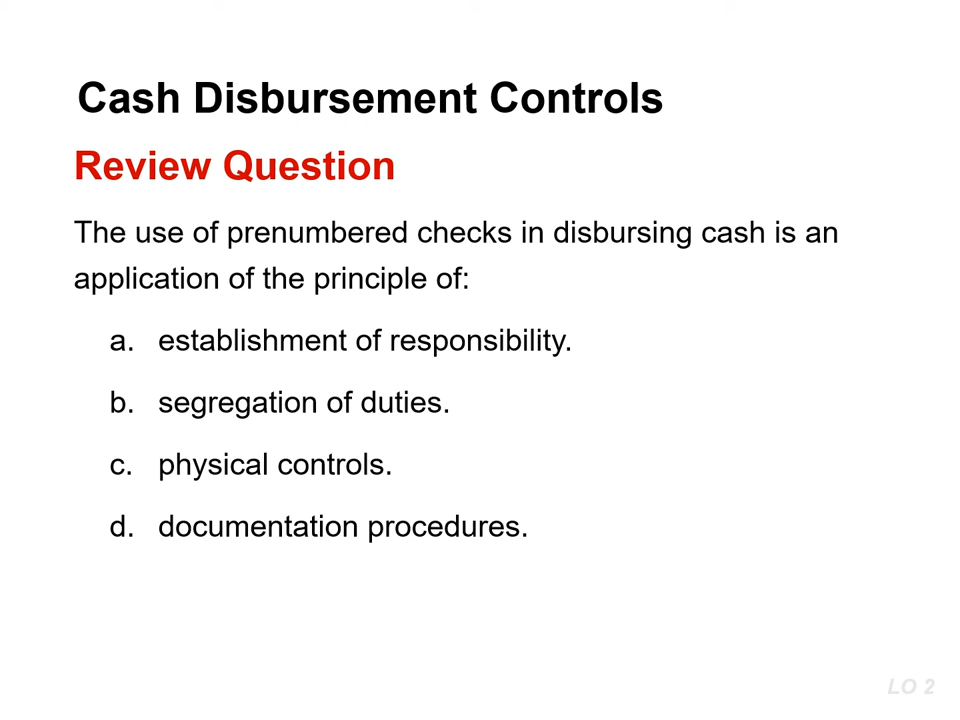 Cash Disbursement Controls
Review Question
The use of prenumbered checks in disbursing cash is an
application of the principle of:
a. establishment of responsibility.
b. segregation of duties.
c. physical controls.
d. documentation procedures.
LO 2